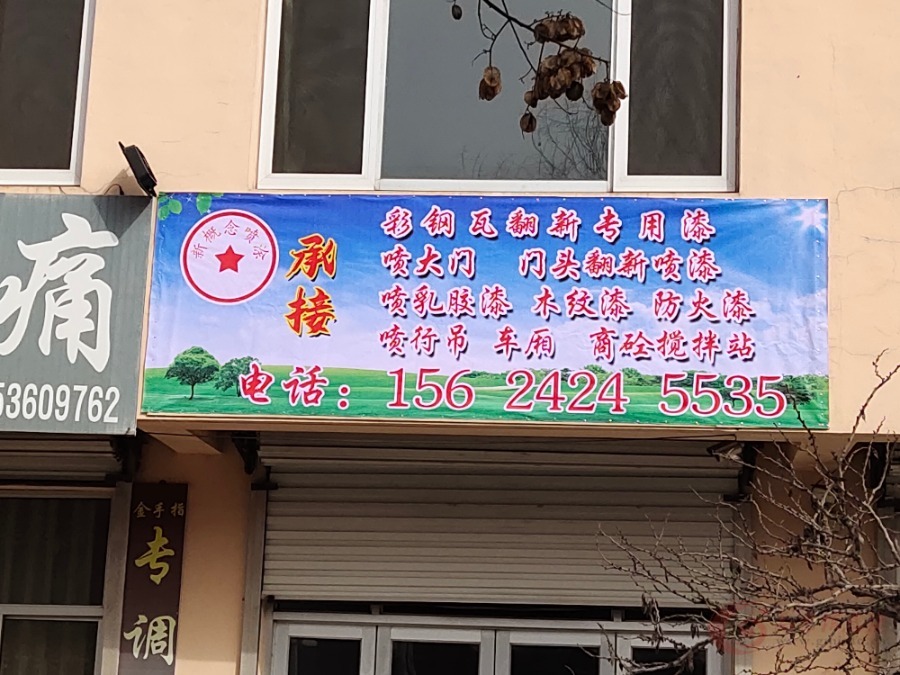 痛
53609762
新概念喷涂
承接
彩钢瓦翻新专用漆
喷大门 门头翻新喷漆
喷乳胶漆 木纹漆 防火漆
喷行吊 车厢 商砼搅拌站
电话：156 2424 5535
金手指
专调